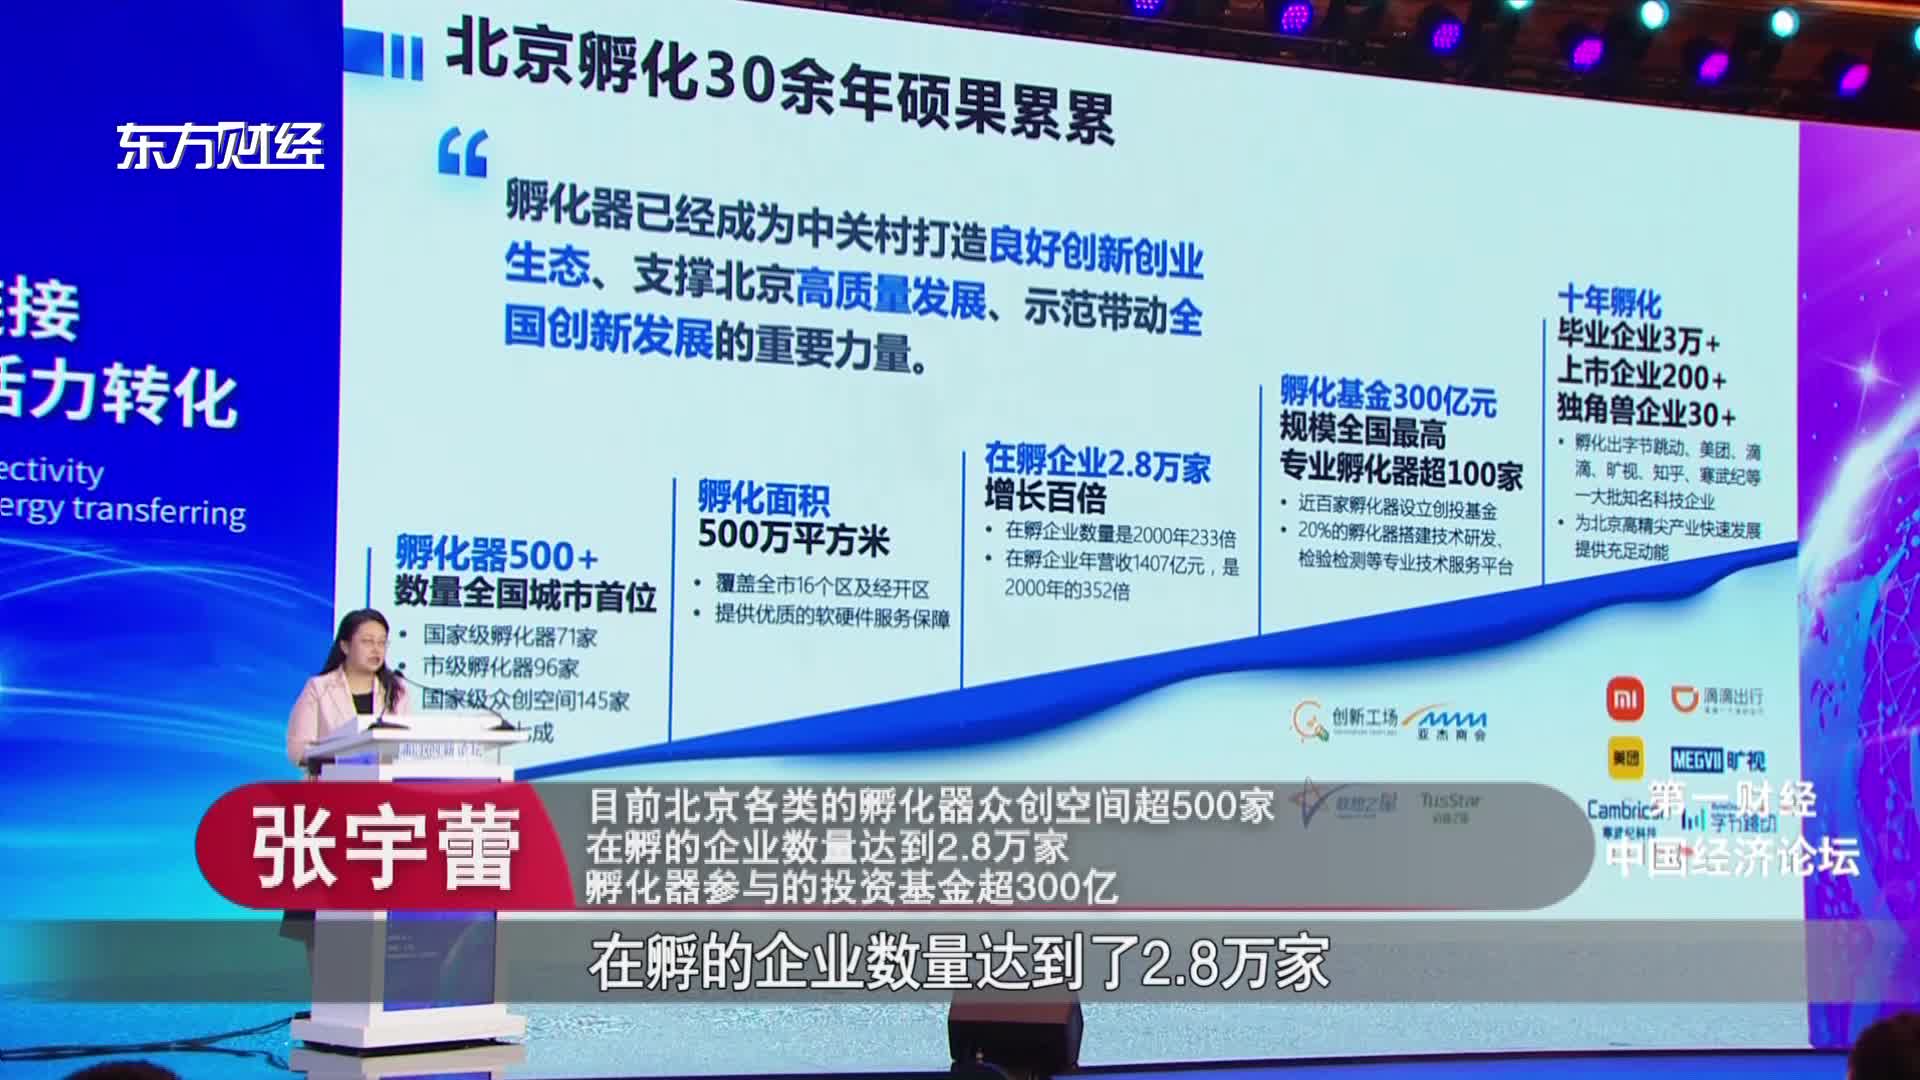 北京孵化30余年硕果累累
东方财经
孵化器已经成为中关村打造良好创新创业
生态、支撑北京高质量发展、示范带动全
国创新发展的重要力量。
接
活力转化
ectivity
ergy transferring
孵化器500+
数量全国城市首位
• 国家级孵化器71家
• 市级孵化器96家
国家级众创空间145家
成
孵化面积
500万平方米
• 覆盖全市16个区及经开区
• 提供优质的软硬件服务保障
在孵企业2.8万家
增长百倍
• 在孵企业数量是2000年233倍
• 在孵企业年营收1407亿元，是
2000年的352倍
孵化基金300亿元
规模全国最高
专业孵化器超100家
• 近百家孵化器设立创投基金
• 20%的孵化器搭建技术研发、
检验检测等专业技术服务平台
十年孵化
毕业企业3万+
上市企业200+
独角兽企业30+
• 孵化出字节跳动、美团、滴
滴、旷视、知乎、寒武纪等
一大批知名科技企业
• 为北京高精尖产业快速发展
提供充足动能
创新工场
亚杰商会
滴滴出行
美团
MEGVII旷视
TusStar
Cambricon
寒武纪科技
字节跳动
第一财经
中国经济论坛
张宇蕾
目前北京各类的孵化器众创空间超500家
在孵的企业数量达到2.8万家
孵化器参与的投资基金超300亿
在孵的企业数量达到了2.8万家